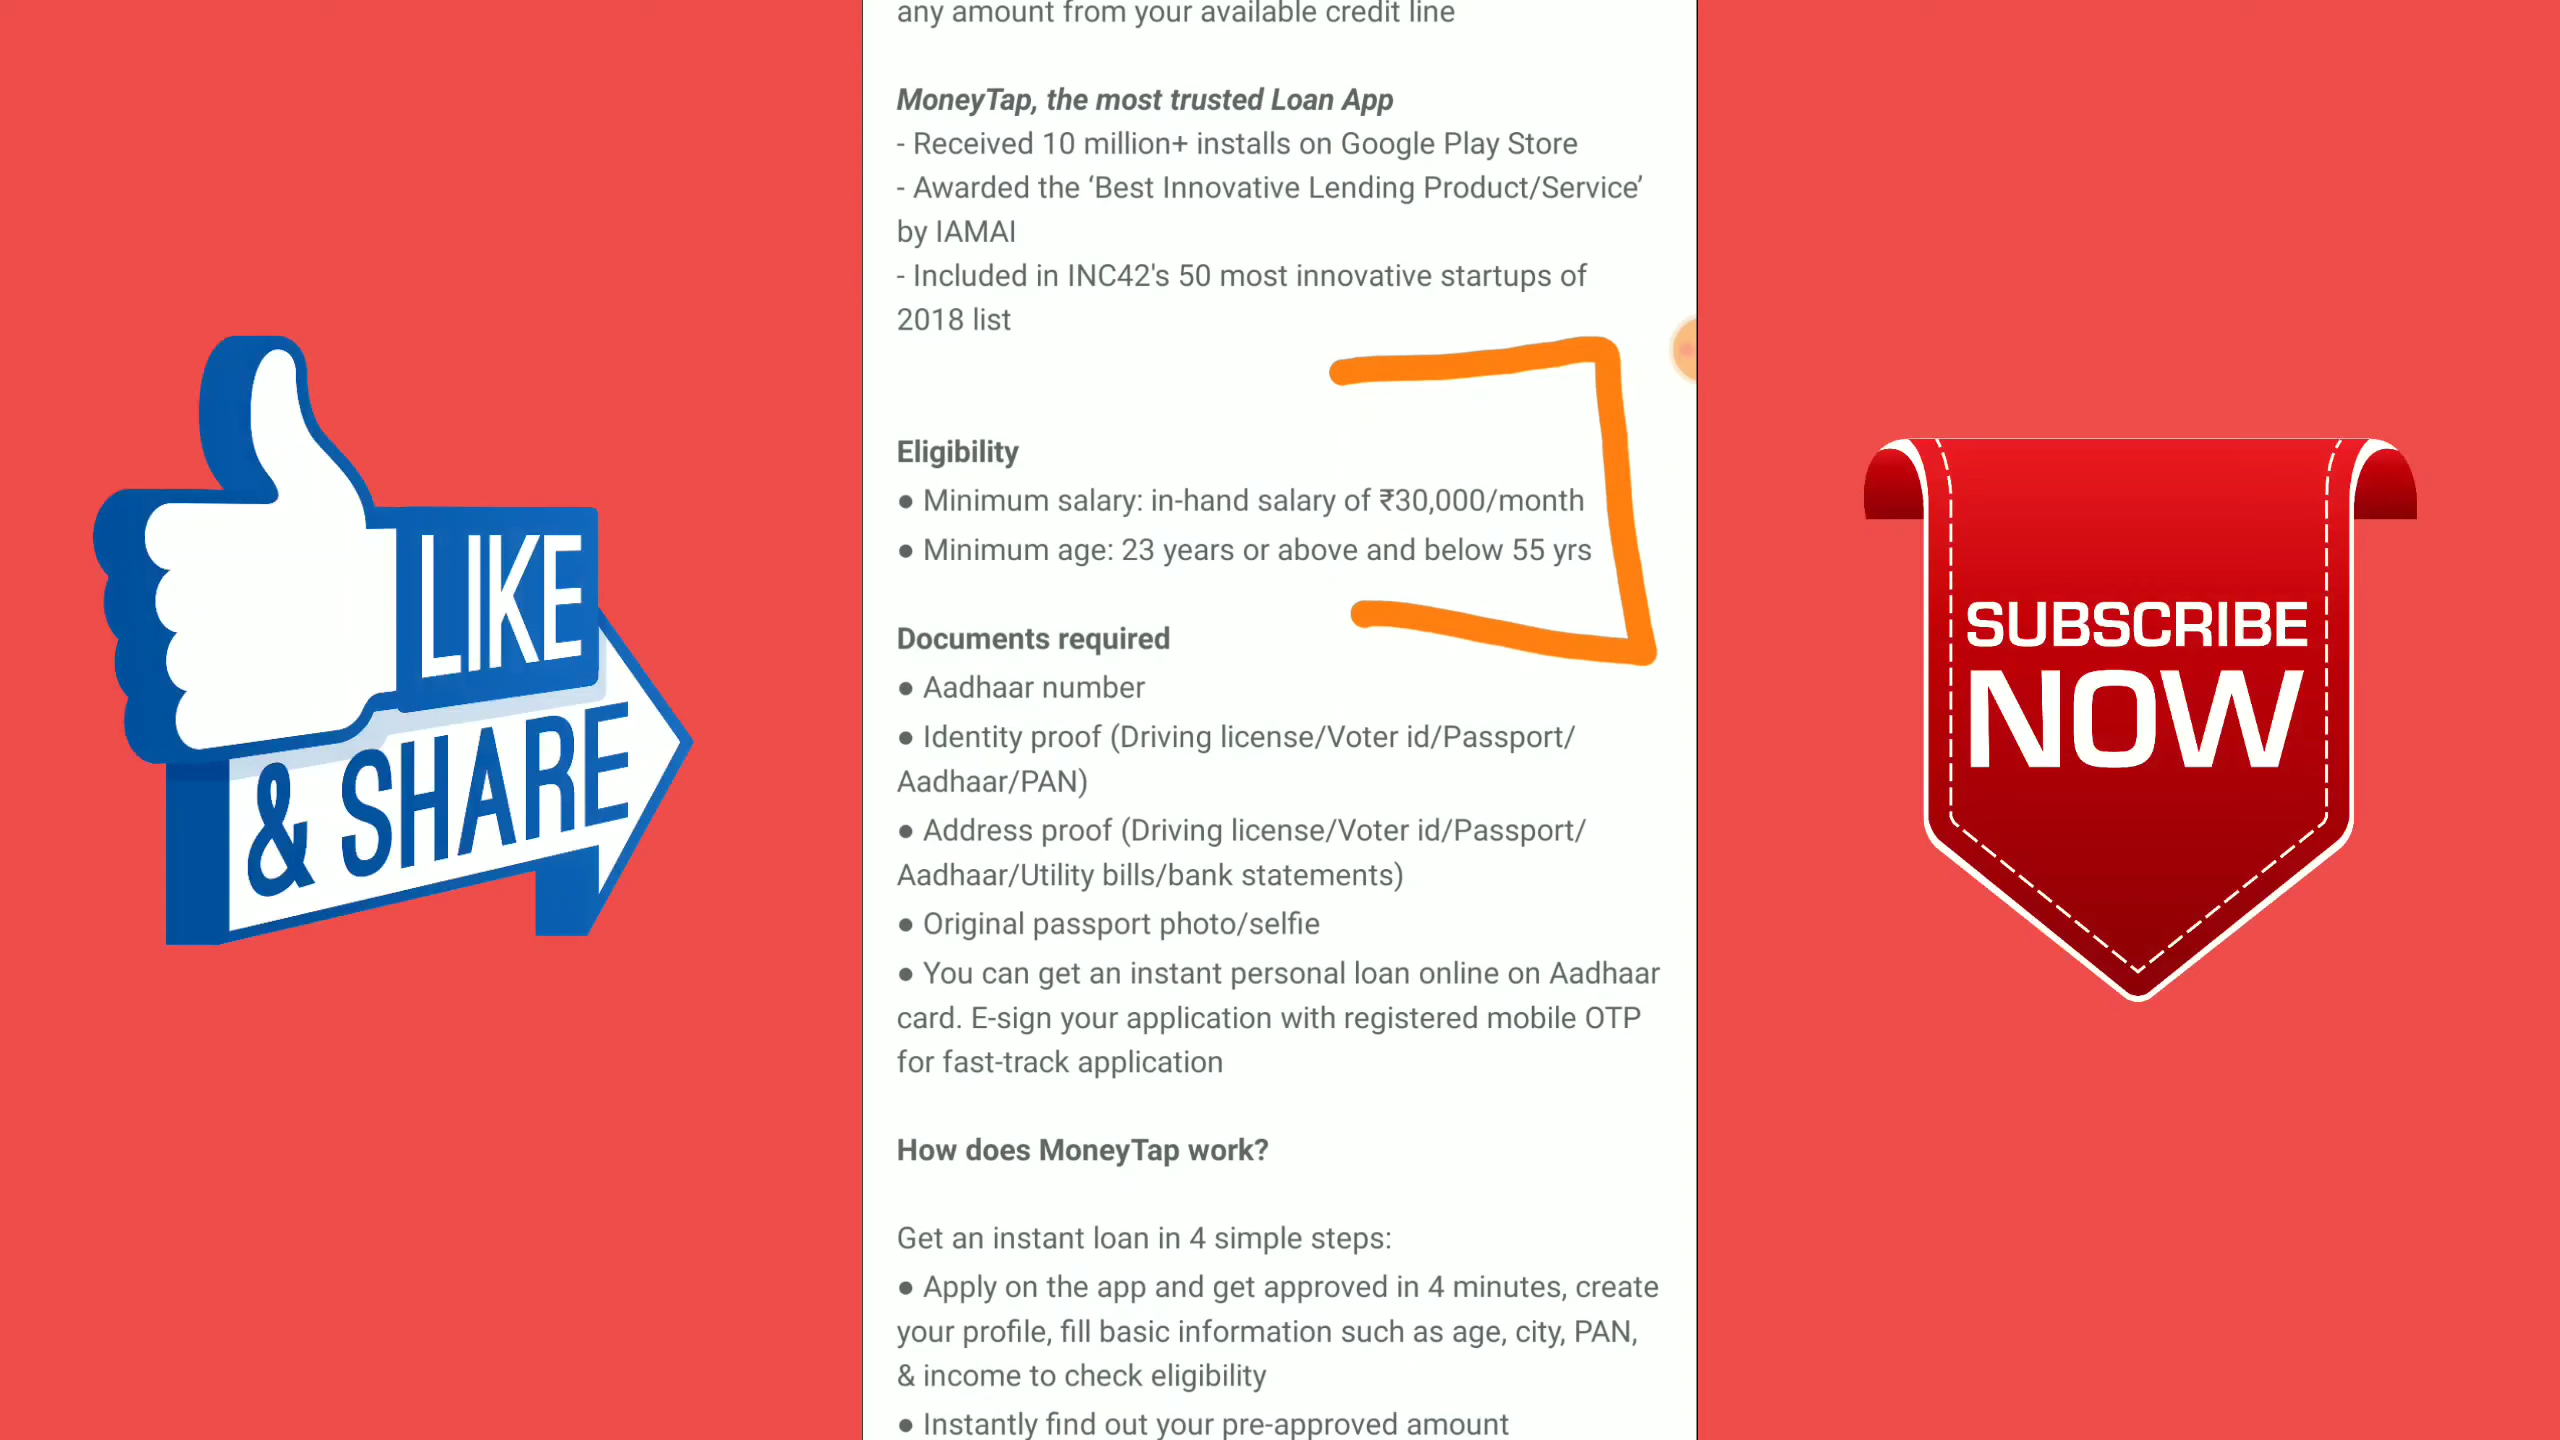 any amount from your available credit line
MoneyTap, the most trusted Loan App
- Received 10 million+ installs on Google Play Store
- Awarded the ‘Best Innovative Lending Product/Service’
by IAMAI
- Included in INC42's 50 most innovative startups of
2018 list
Eligibility
● Minimum salary: in-hand salary of ₹30,000/month
● Minimum age: 23 years or above and below 55 yrs
Documents required
● Aadhaar number
● Identity proof (Driving license/Voter id/Passport/
Aadhaar/PAN)
● Address proof (Driving license/Voter id/Passport/
Aadhaar/Utility bills/bank statements)
● Original passport photo/selfie
● You can get an instant personal loan online on Aadhaar
card. E-sign your application with registered mobile OTP
for fast-track application
How does MoneyTap work?
Get an instant loan in 4 simple steps:
● Apply on the app and get approved in 4 minutes, create
your profile, fill basic information such as age, city, PAN,
& income to check eligibility
● Instantly find out your pre-approved amount
LIKE
& SHARE
SUBSCRIBE
NOW